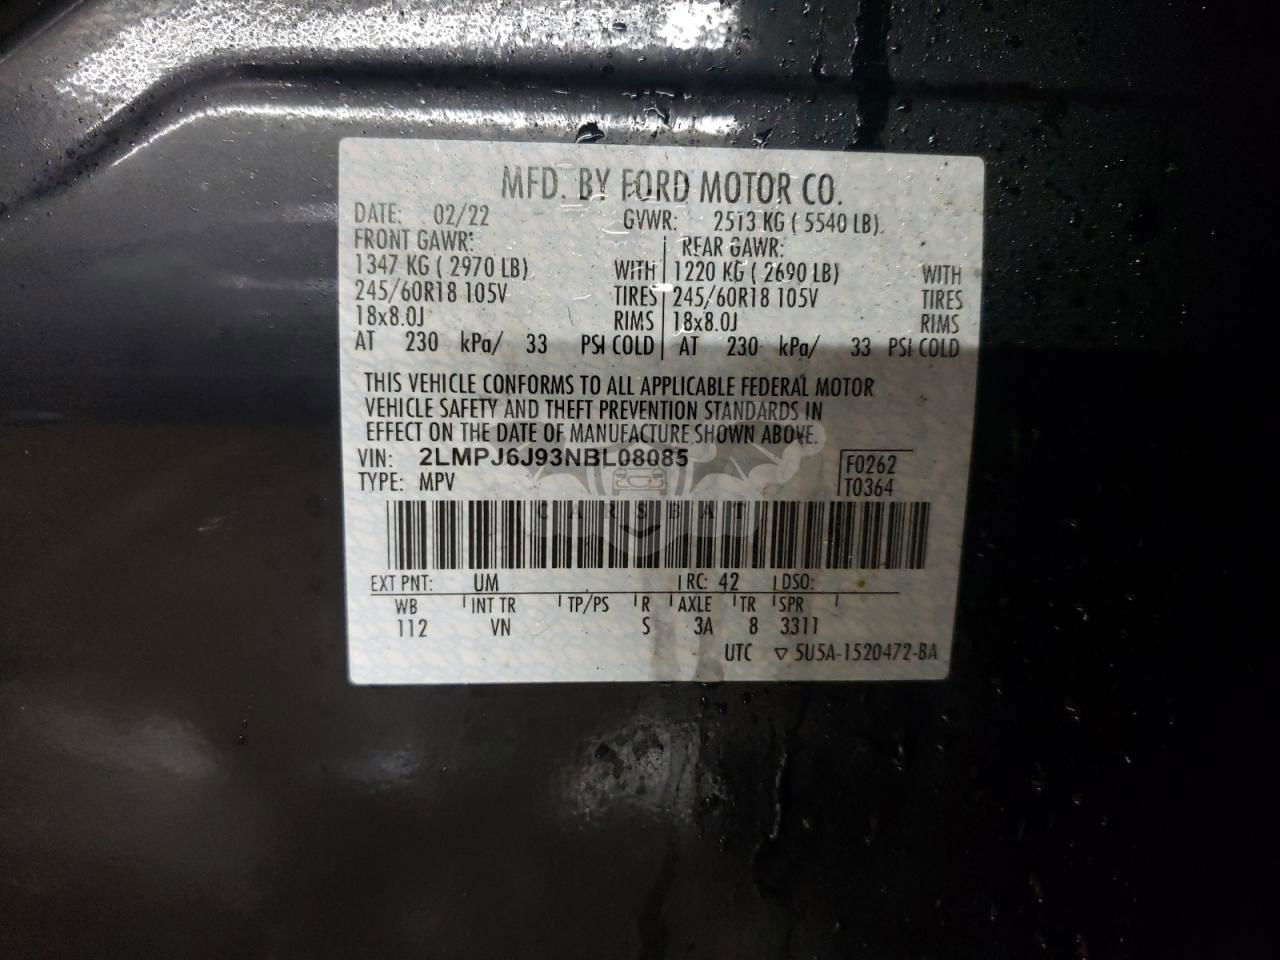 MFD. BY FORD MOTOR CO.
DATE: 02/22 GVWR: 2513 KG ( 5540 LB)
FRONT GAWR: REAR GAWR:
1347 KG ( 2970 LB) WITH 1220 KG ( 2690 LB) WITH
245/60R18 105V TIRES 245/60R18 105V TIRES
18x8.0J RIMS 18x8.0J RIMS
AT 230 kPa/ 33 PSI COLD AT 230 kPa/ 33 PSI COLD
THIS VEHICLE CONFORMS TO ALL APPLICABLE FEDERAL MOTOR
VEHICLE SAFETY AND THEFT PREVENTION STANDARDS IN
EFFECT ON THE DATE OF MANUFACTURE SHOWN ABOVE.
VIN: 2LMPJ6J93NBL08085 F0262
TYPE: MPV T0364
CARSBAT
EXT PNT: UM RC: 42 DSO:
WB INT TR TP/PS R AXLE TR SPR
112 VN S 3A 8 3311
UTC ▽ 5U5A-1520472-BA